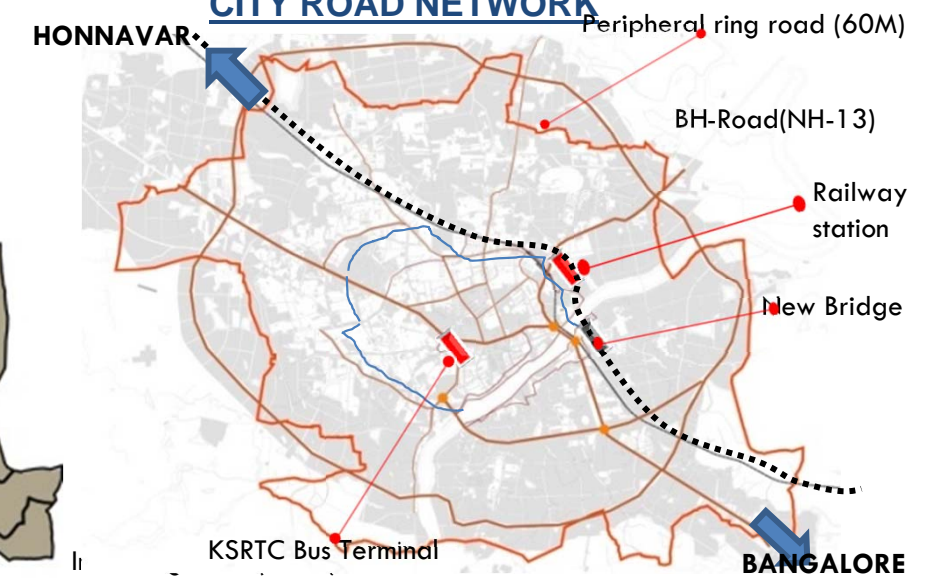 CITY ROAD NETWORK
Peripheral ring road (60M)
HONNAVAR
BH-Road(NH-13)
Railway
station
New Bridge
KSRTC Bus Terminal
BANGALORE